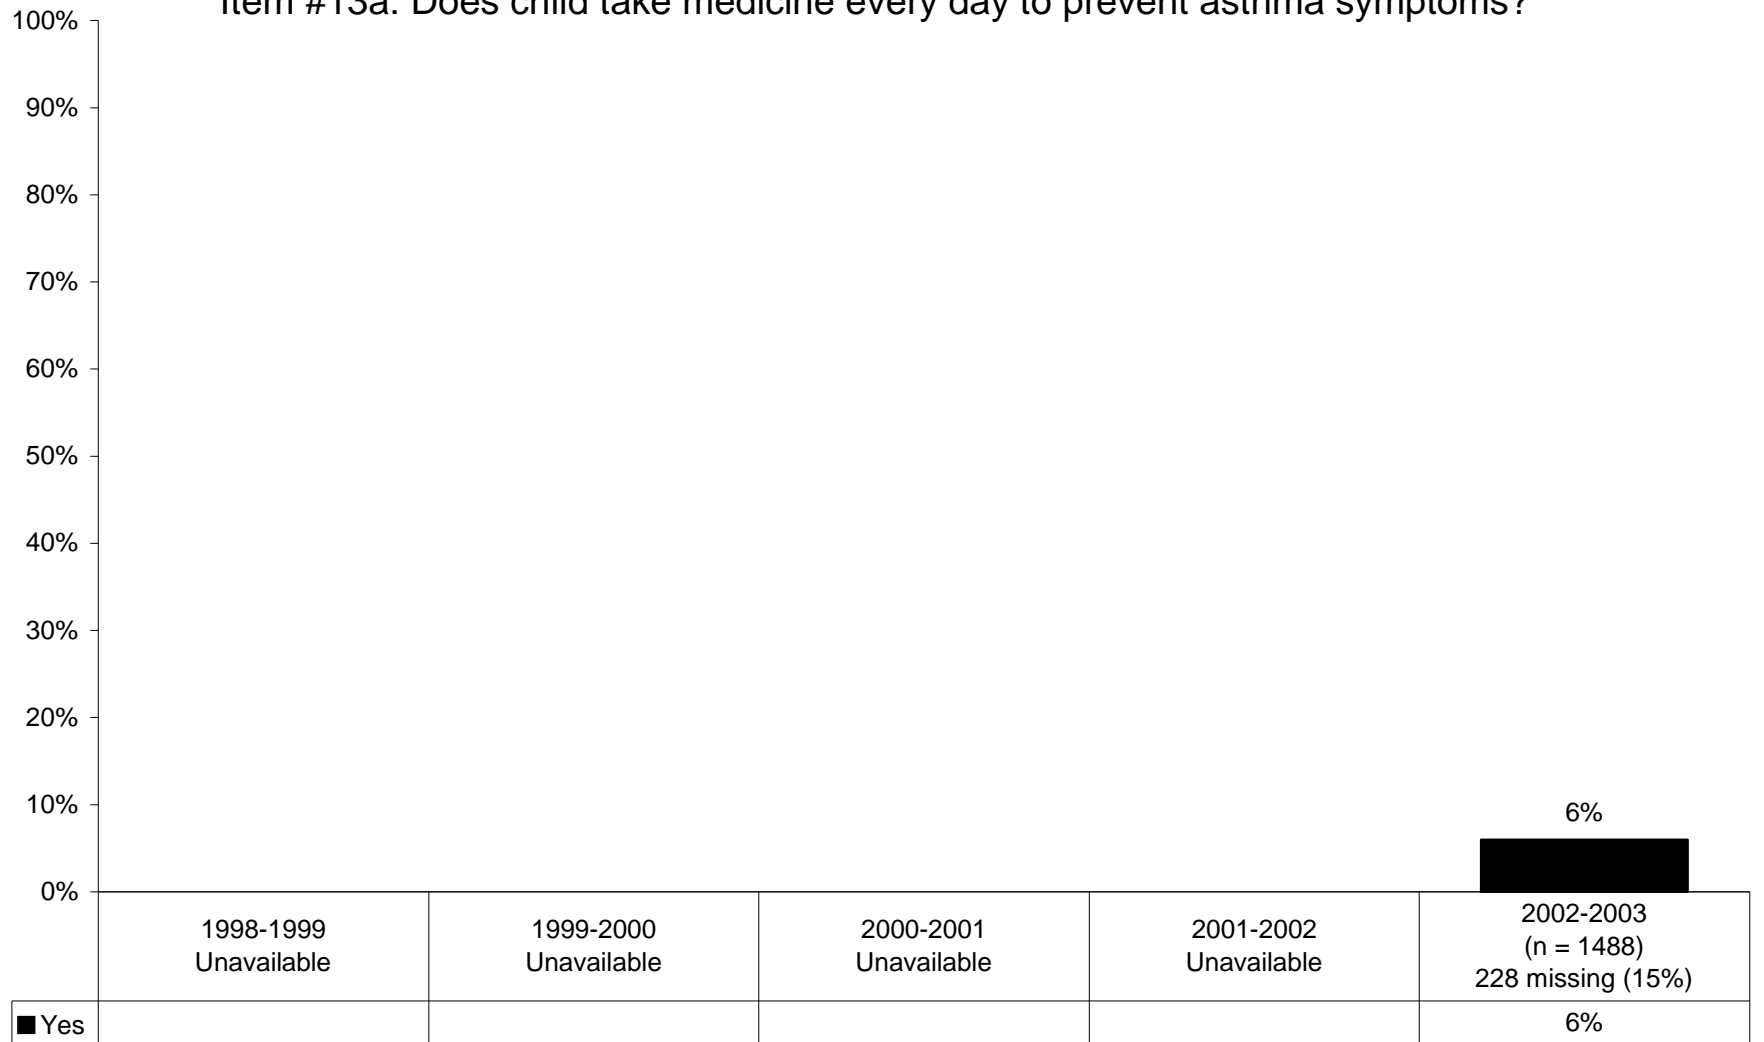 Item #13a. Does child take medicine every day to prevent asthma symptoms?
100%
90%
80%
70%
60%
50%
40%
30%
20%
10%
0%
6%
1998-1999
Unavailable
1999-2000
Unavailable
2000-2001
Unavailable
2001-2002
Unavailable
2002-2003
(n = 1488)
228 missing (15%)
Yes
6%